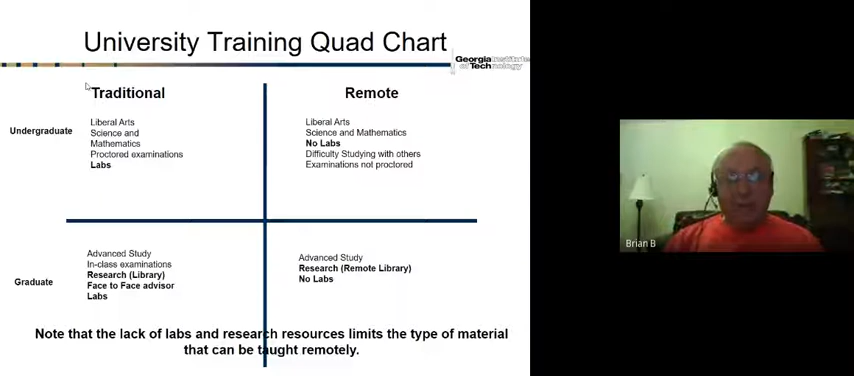 University Training Quad Chart
Georgia Institute
of Technology
Traditional
Remote
Undergraduate
Liberal Arts
Science and
Mathematics
Proctored examinations
Labs
Liberal Arts
Science and Mathematics
No Labs
Difficulty Studying with others
Examinations not proctored
Graduate
Advanced Study
In-class examinations
Research (Library)
Face to Face advisor
Labs
Advanced Study
Research (Remote Library)
No Labs
Note that the lack of labs and research resources limits the type of material
that can be taught remotely.
Brian B